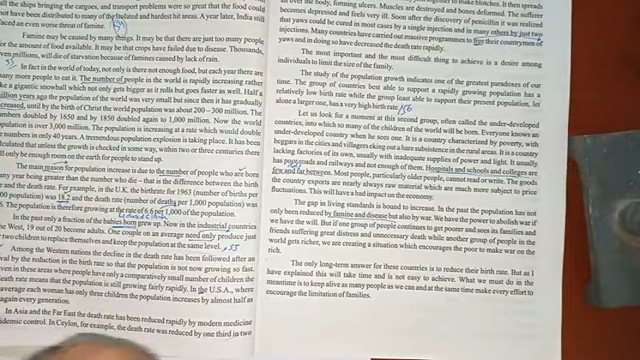 all the ships bringing the cargoes, and transport problems were so great that the food could
not have been distributed to many of the isolated and hardest hit areas. A year later, India still
faced an even worse threat of famine.
Famine may be caused by many things. It may be that there are just too many people
for the amount of food available. It may be that crops have failed due to disease. Thousands,
even millions, will die of starvation because of famines caused by lack of rain.
In fact in the world of today, not only is there not enough food, but each year there are
many more people to eat it. The number of people in the world is rapidly increasing rather
like a gigantic snowball which not only gets bigger as it rolls but goes faster as well. Half a
million years ago the population of the world was very small but since then it has gradually
increased, until by the birth of Christ the world population was about 200 – 300 million. The
numbers doubled by 1650 and by 1850 doubled again to 1,000 million. Now the world
population is over 3,000 million. The population is increasing at a rate which would double
numbers in only 40 years. A tremendous population explosion is taking place. It has been
calculated that unless the growth is checked in some way, within two or three centuries there
will only be enough room on the earth for people to stand up.
The main reason for population increase is due to the number of people who are born
any year being greater than the number who die – that is the difference between the birth
and the death rate. For example, in the U.K. the birthrate for 1963 (number of births per
1,000 population) was 18.2 and the death rate (number of deaths per 1,000 population) was
The population is therefore growing at the rate of 6.6 per 1,000 of the population.
In the past only a fraction of the babies born grew up. Now in the industrial countries
the West, 19 out of 20 become adults. One couple on an average need only produce just
two children to replace themselves and keep the population at the same level. 55
Among the Western nations the decline in the death rate has been followed after an
by the reduction in the birth rate so that the population is not now growing so fast,
even in these areas where people have only a comparatively small number of children the
death rate means that the population is still growing fairly rapidly. In the U.S.A., where
average each woman has only three children the population increases by almost half as
again every generation.
In Asia and the Far East the death rate has been reduced rapidly by modern medicine
epidemic control. In Ceylon, for example, the death rate was reduced by one third in two
all over the body, forming ulcers. Muscles are destroyed and bones deformed. The sufferer
becomes depressed and feels very ill. Soon after the discovery of penicillin it was realized
that yaws could be cured in most cases by a single injection and in many others by just two
injections. Many countries have carried out massive programmes to free their countrymen of
yaws and in doing so have decreased the death rate rapidly.
The most important and the most difficult thing to achieve is a desire among
individuals to limit the size of the family.
The study of the population growth indicates one of the greatest paradoxes of our
time. The group of countries best able to support a rapidly growing population has a
relatively low birth rate while the group least able to support their present population, let
alone a larger one, has a very high birth rate. 156
Let us look for a moment at this second group, often called the under-developed
countries, into which so many of the children of the world will be born. Everyone knows an
under-developed country when he sees one. It is a country characterized by poverty, with
beggars in the cities and villagers eking out a bare subsistence in the rural areas. It is a country
lacking factories of its own, usually with inadequate supplies of power and light. It usually
has poor roads and railways and not enough of them. Hospitals and schools and colleges are
few and far between. Most people, particularly older people, cannot read or write. The goods
the country exports are nearly always raw material which are much more subject to price
fluctuations. This will have a bad impact on the economy.
The gap in living standards is bound to increase. In the past the population has not
only been reduced by famine and disease but also by war. We have the power to abolish war if
we have the will. But if one group of people continues to get poorer and sees its families and
friends suffering great distress and unnecessary death while another group of people in the
world gets richer, we are creating a situation which encourages the poor to make war on the
rich.
The only long-term answer for these countries is to reduce their birth rate. But as I
have explained this will take time and is not easy to achieve. What we must do in the
meantime is to keep alive as many people as we can and at the same time make every effort to
encourage the limitation of families.